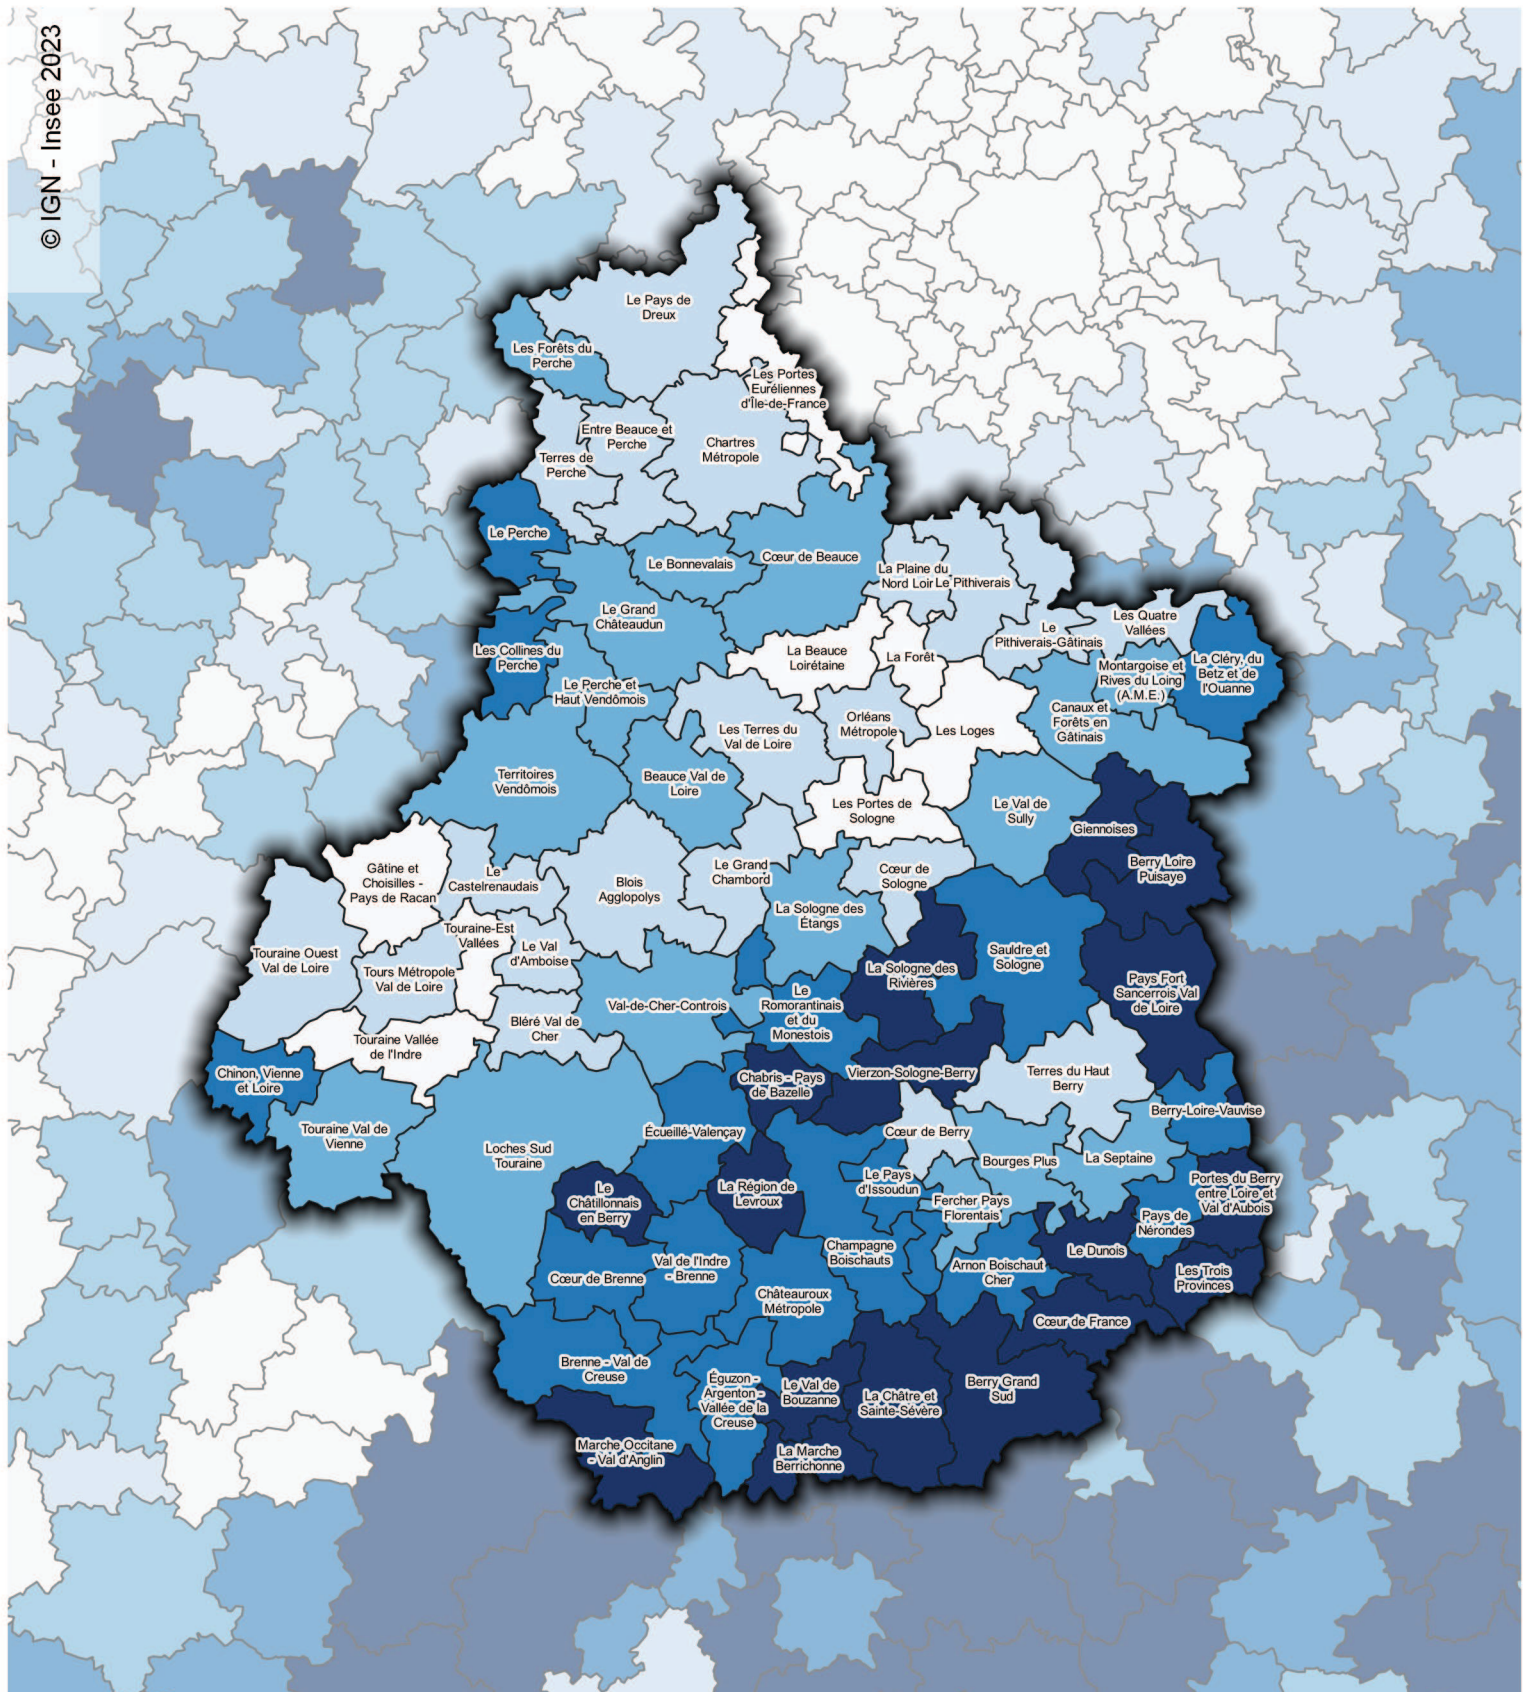 © IGN - Insee 2023
Le Pays de
Dreux
Les Forêts du
Perche
Les Portes
Euréliennes
d'Île-de-France
Entre Beauce et
Perche
Chartres
Métropole
Terres de
Perche
Le Perche
Le Bonnevalais
Cœur de Beauce
La Plaine du
Nord Loir
Le Pithiverais
Le Grand
Châteaudun
Les Quatre
Vallées
Le
Pithiverais-Gâtinais
Les Collines du
Perche
La Beauce
Loirétaine
La Forêt
Montargoise et
Rives du Loing
(A.M.E.)
La Cléry, du
Betz et de
l'Ouanne
Le Perche et
Haut Vendômois
Canaux et
Forêts en
Gâtinais
Les Terres du
Val de Loire
Orléans
Métropole
Les Loges
Territoires
Vendômois
Beauce Val de
Loire
Les Portes de
Sologne
Le Val de
Sully
Giennoises
Berry Loire
Puisaye
Gâtine et
Choisilles -
Pays de Racan
Le
Castelrenaudais
Blois
Agglopolys
Le Grand
Chambord
Cœur de
Sologne
La Sologne des
Étangs
Touraine-Est
Vallées
Le Val
d'Amboise
Touraine Ouest
Val de Loire
Tours Métropole
Val de Loire
Sauldre et
Sologne
La Sologne des
Rivières
Pays Fort
Sancerrois Val
de Loire
Val-de-Cher-Controis
Le
Romorantinais
et du
Monestois
Bléré Val de
Cher
Touraine Vallée
de l'Indre
Chinon, Vienne
et Loire
Chabris - Pays
de Bazelle
Vierzon-Sologne-Berry
Terres du Haut
Berry
Berry-Loire-Vauvise
Touraine Val de
Vienne
Loches Sud
Touraine
Écueillé-Valençay
Cœur de Berry
Bourges Plus
La Septaine
Le
Châtillonnais
en Berry
La Région de
Levroux
Le Pays
d'Issoudun
Fercher Pays
Florentais
Portes du Berry
entre Loire et
Val d'Aubois
Pays de
Nérondes
Cœur de Brenne
Val de l'Indre
- Brenne
Champagne
Boischauts
Arnon Boischaut
Cher
Le Dunois
Les Trois
Provinces
Châteauroux
Métropole
Cœur de France
Brenne - Val de
Creuse
Éguzon -
Argenton -
Vallée de la
Creuse
Le Val de
Bouzanne
La Châtre et
Sainte-Sévère
Berry Grand
Sud
Marche Occitane
- Val d'Anglin
La Marche
Berrichonne